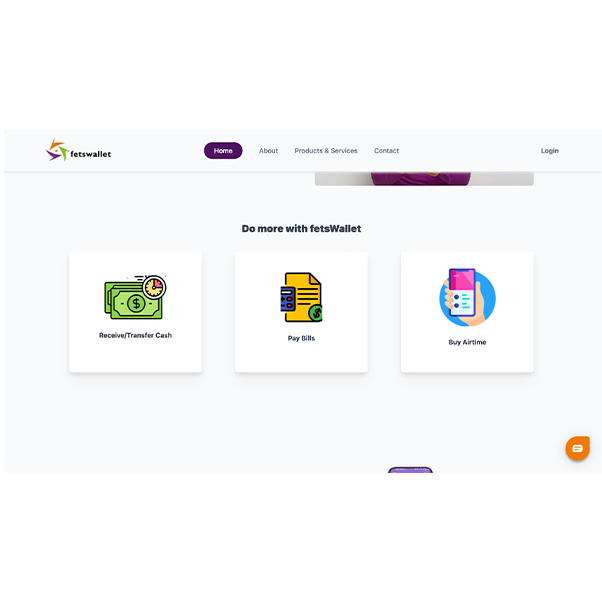 fetswallet
Home
About
Products & Services
Contact
Login
Do more with fetsWallet
Receive/Transfer Cash
Pay Bills
Buy Airtime